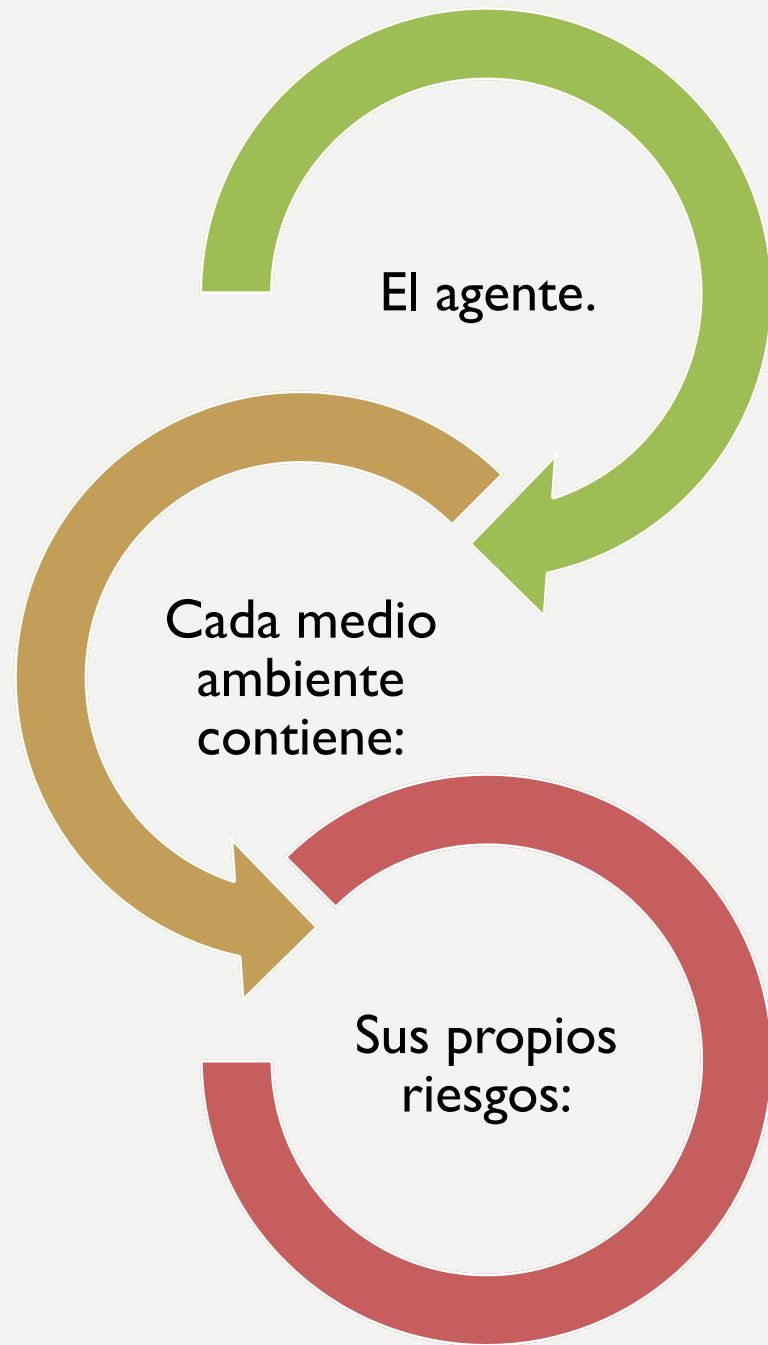 El agente.
Cada medio
ambiente
contiene:
Sus propios
riesgos: